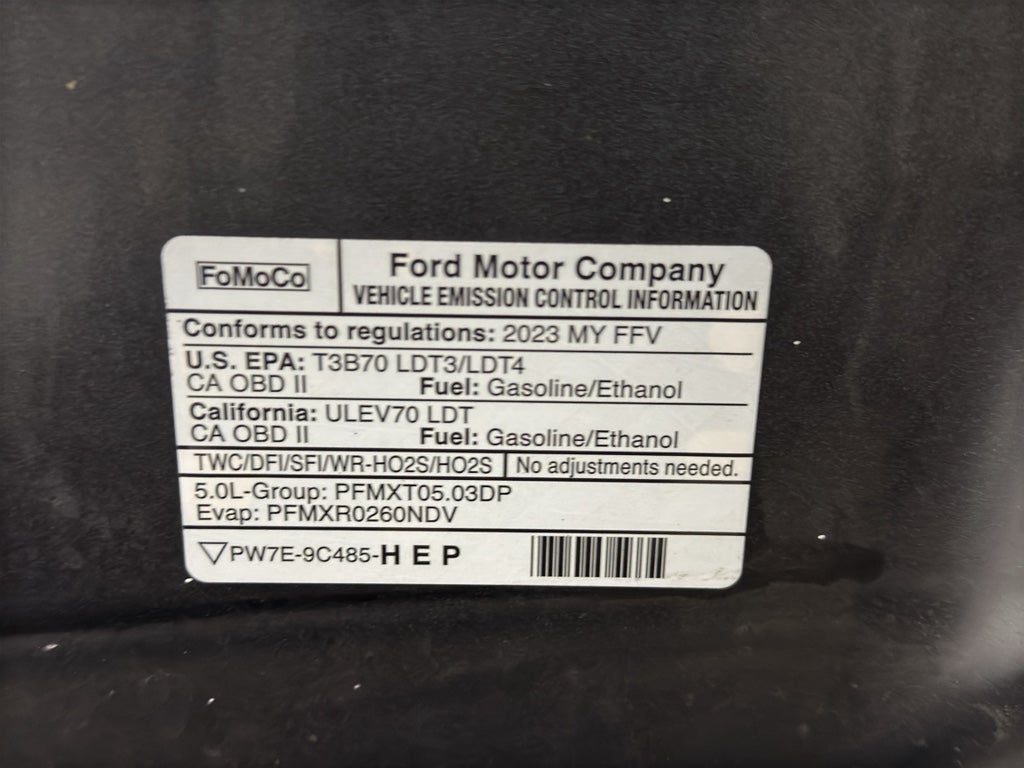 FoMoCo
Ford Motor Company
VEHICLE EMISSION CONTROL INFORMATION
Conforms to regulations: 2023 MY FFV
U.S. EPA: T3B70 LDT3/LDT4
CA OBD II Fuel: Gasoline/Ethanol
California: ULEV70 LDT
CA OBD II Fuel: Gasoline/Ethanol
TWC/DFI/SFI/WR-HO2S/HO2S No adjustments needed.
5.0L-Group: PFMXT05.03DP
Evap: PFMXR0260NDV
▽PW7E-9C485-H E P